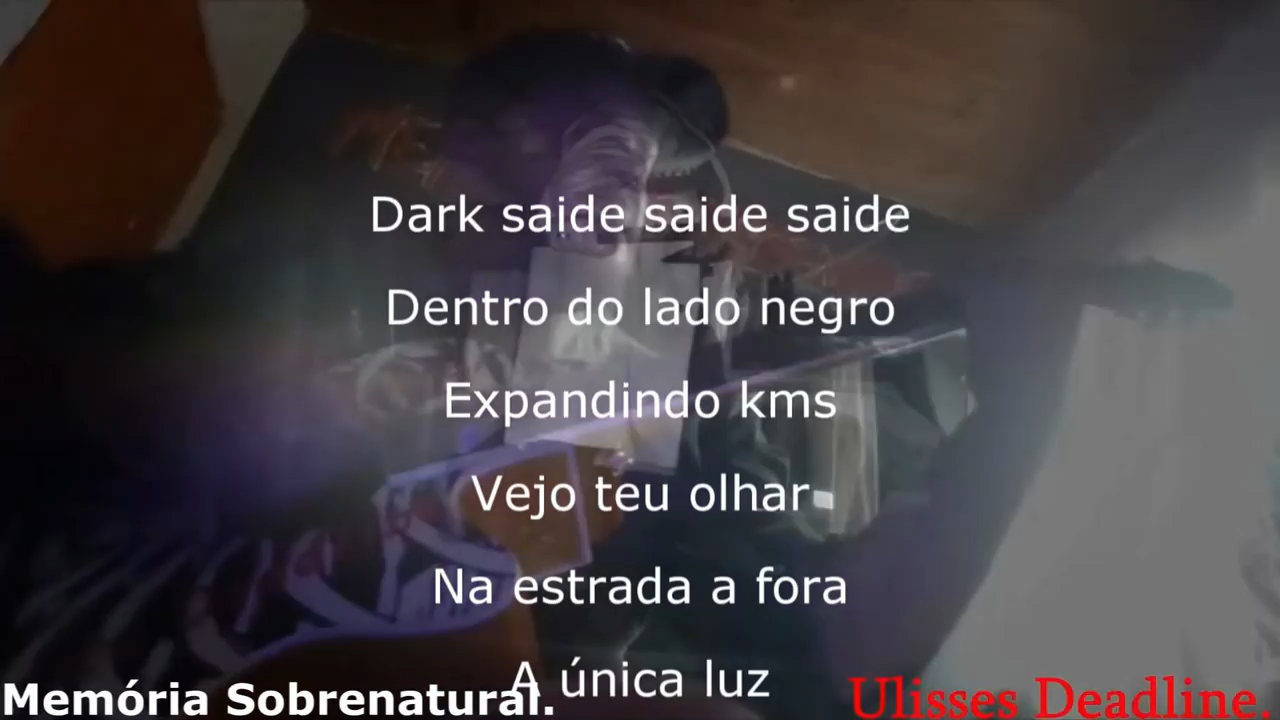 Dark saide saide saide
Dentro do lado negro
Expandindo kms
Vejo teu olhar
Na estrada a fora
A única luz
Memória Sobrenatural.
Ulisses Deadline.